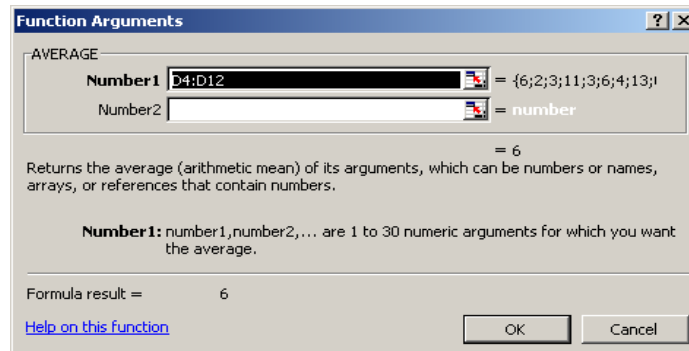 Function Arguments
AVERAGE
Number1 D4:D12 = {6;2;3;11;3;6;4;13;
Number2 = number
= 6
Returns the average (arithmetic mean) of its arguments, which can be numbers or names,
arrays, or references that contain numbers.
Number1: number1,number2,... are 1 to 30 numeric arguments for which you want
the average.
Formula result = 6
Help on this function OK Cancel